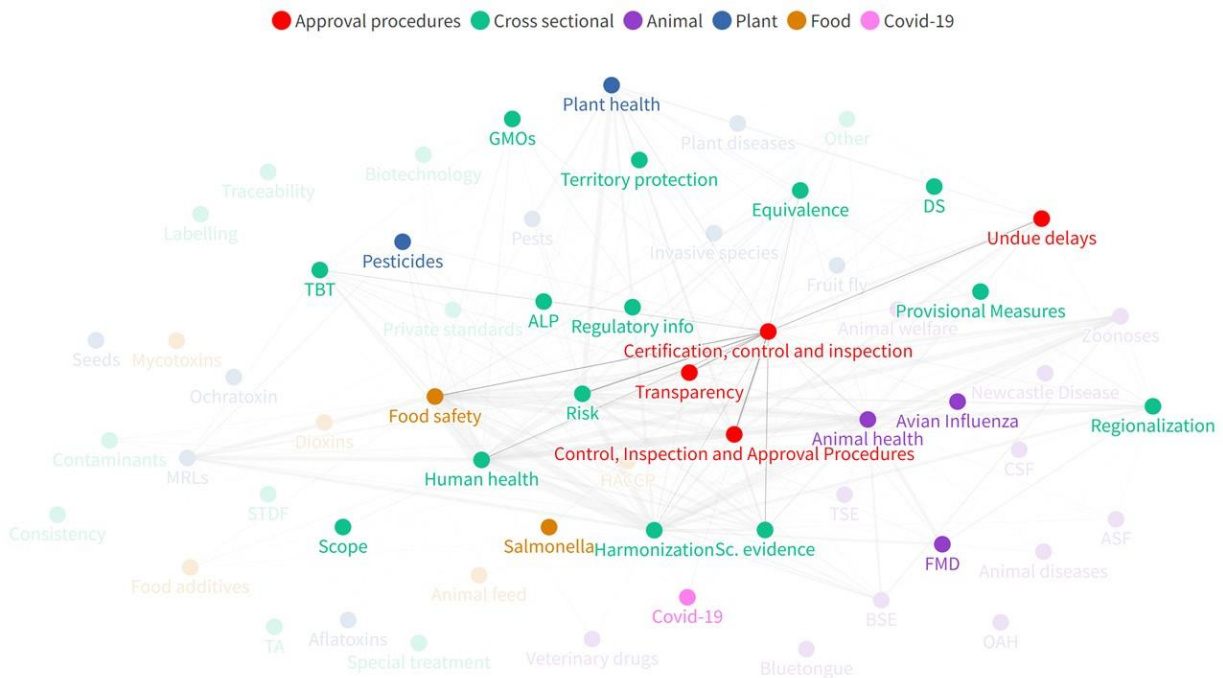 Approval procedures Cross sectional Animal Plant Food Covid-19
Plant health
GMOs
Plant diseases
Other
Biotechnology
Territory protection
Traceability
Equivalence
DS
Labelling
Pests
Invasive species
Undue delays
Pesticides
TBT
Fruit fly
Private standards
ALP
Regulatory info
Provisional Measures
Animal welfare
Zoonoses
Seeds
Mycotoxins
Certification, control and inspection
Ochratoxin
Transparency
Newcastle Disease
Food safety
Risk
Avian Influenza
Regionalization
Dioxins
Animal health
Contaminants
Control, Inspection and Approval Procedures
MRLs
Human health
HACCP
CSF
STDF
TSE
Consistency
Scope
Salmonella
Harmonization
Sc. evidence
ASF
FMD
Animal diseases
Food additives
Animal feed
Covid-19
BSE
TA
Aflatoxins
OAH
Special treatment
Veterinary drugs
Bluetongue